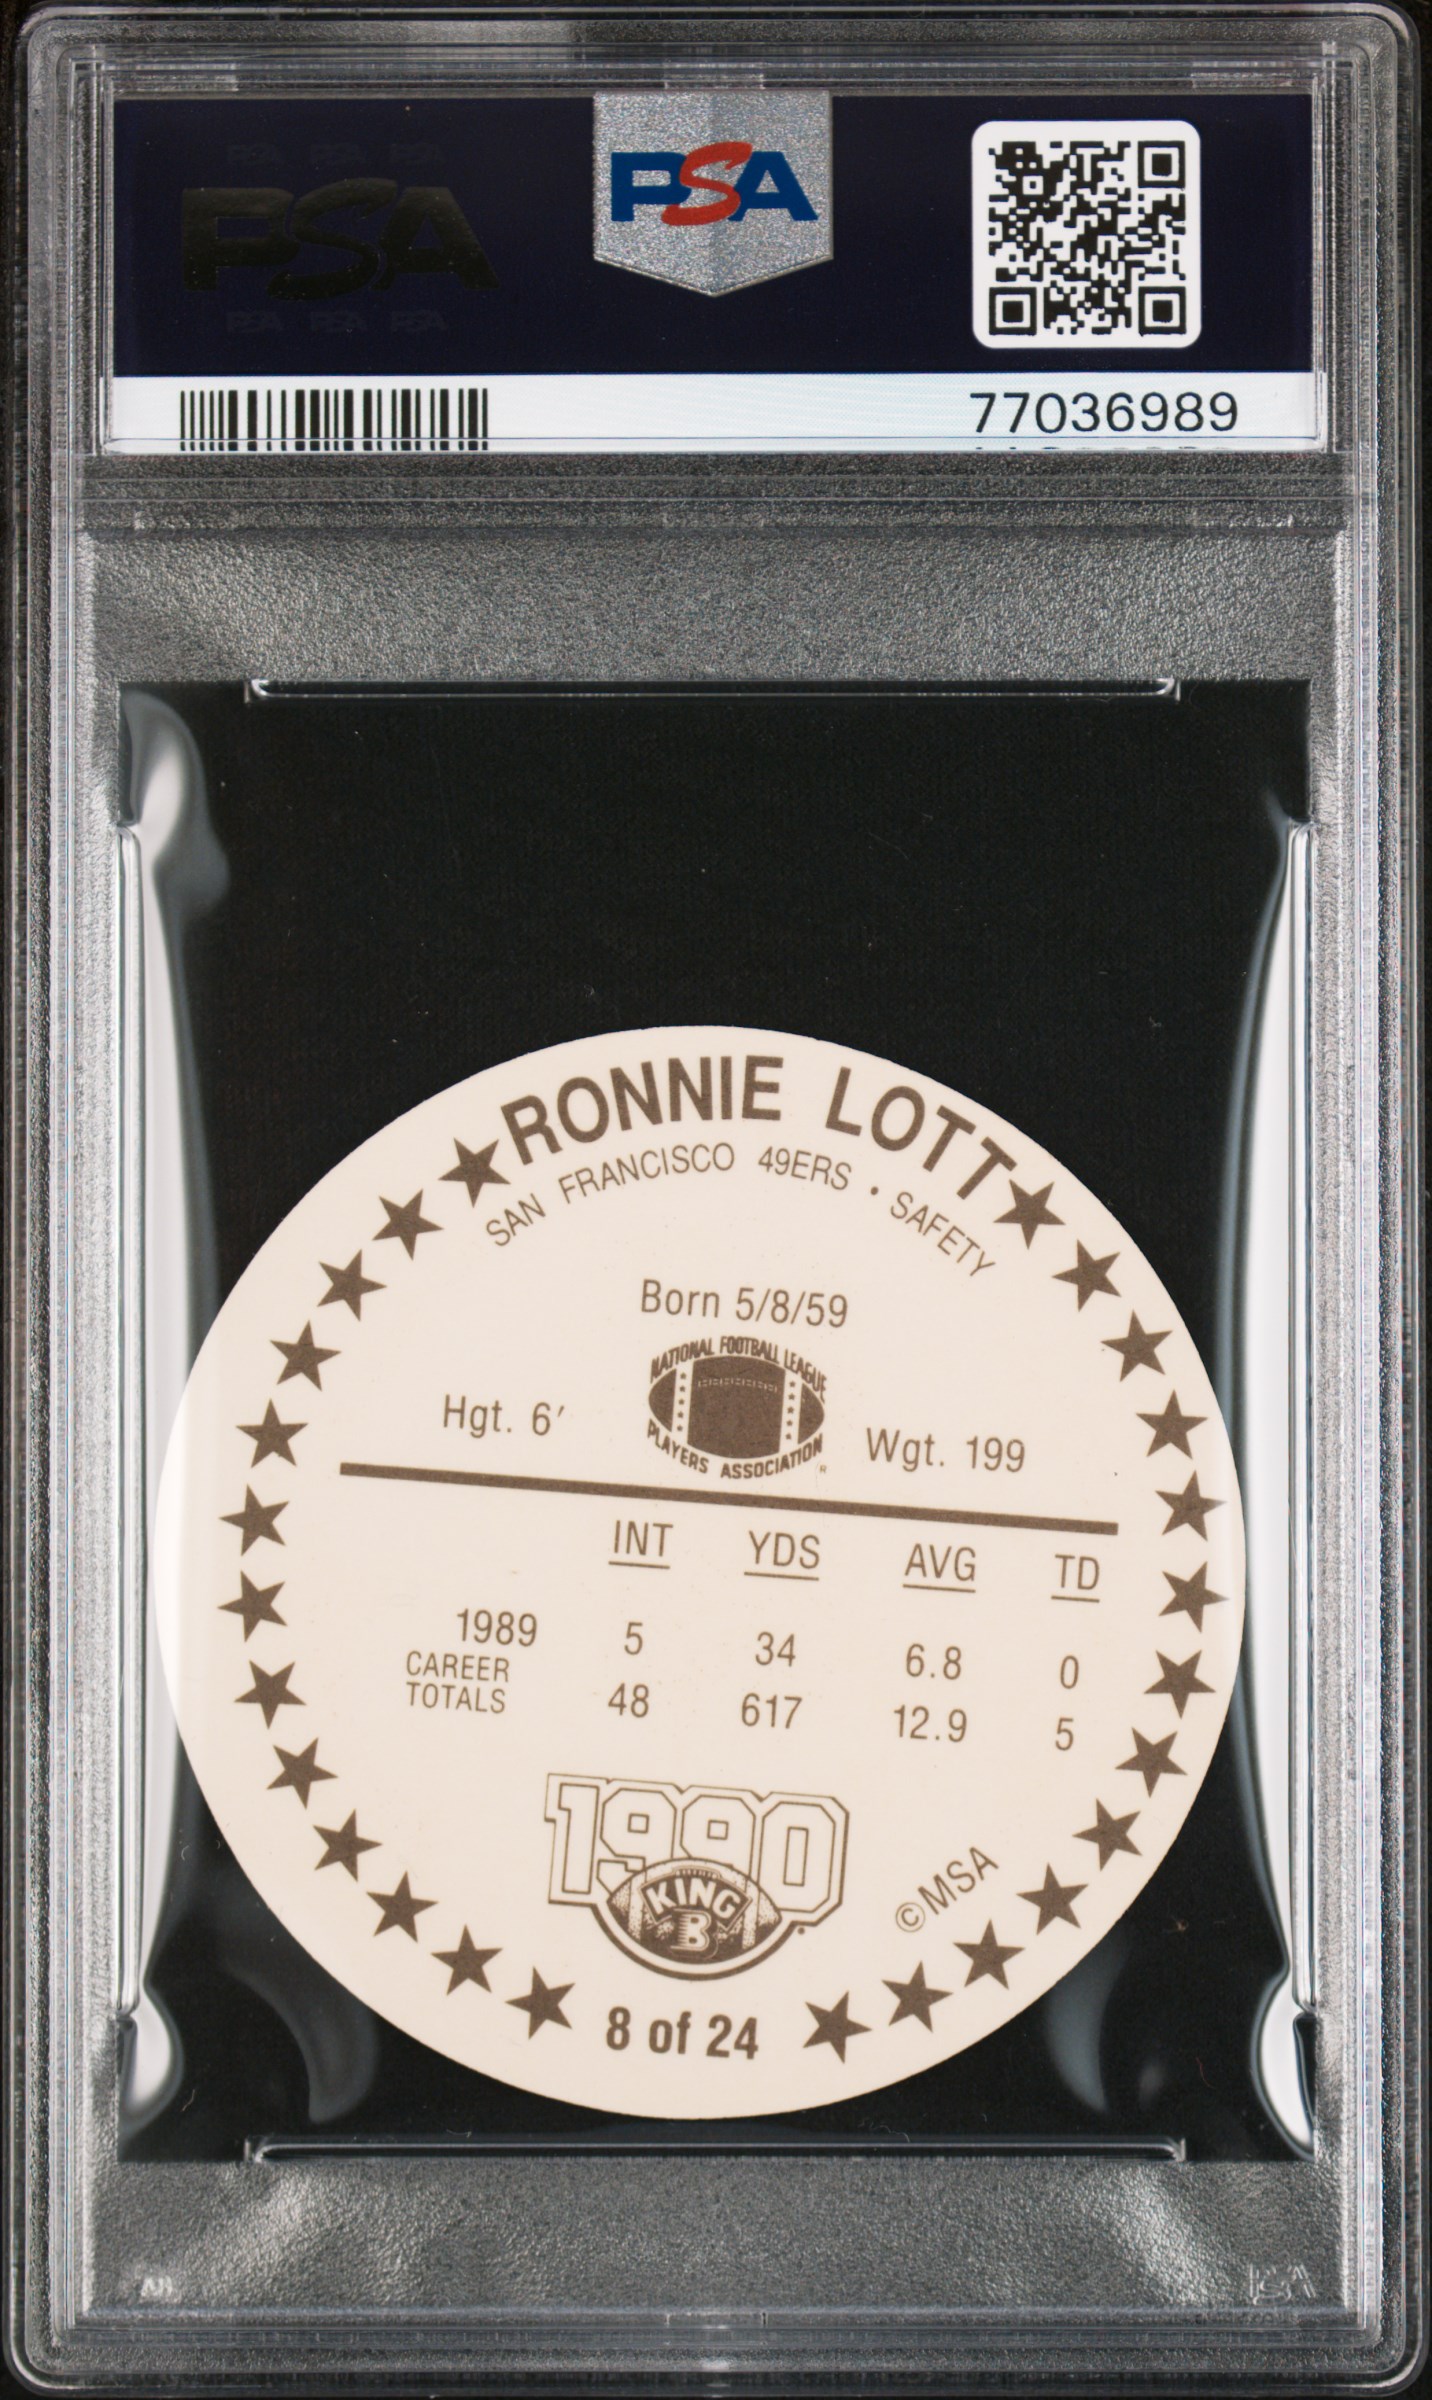 PSA
PSA
77036989
RONNIE LOTT
SAN FRANCISCO 49ERS • SAFETY
Born 5/8/59
NATIONAL FOOTBALL LEAGUE
PLAYERS ASSOCIATION
Hgt. 6′
Wgt. 199
INT YDS AVG TD
1989 5 34 6.8 0
CAREER
TOTALS 48 617 12.9 5
1990
KING
B
©MSA
8 of 24
PSA